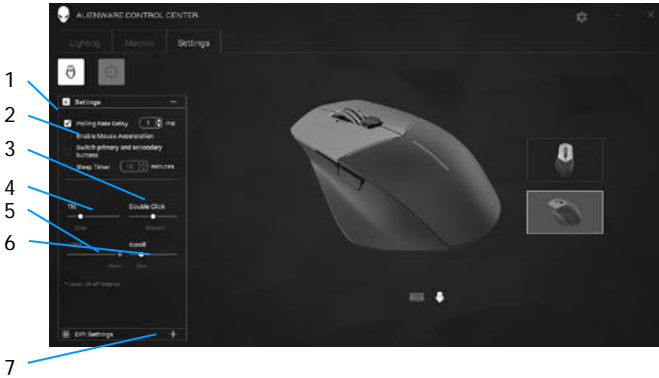 ALIENWARE CONTROL CENTER
Lighting Macros Settings
1
Settings
2
Polling Rate Delay 1 ms
Enable Mouse Acceleration
3
Switch primary and secondary
buttons
Sleep Timer minutes
4
Tilt Double Click
5
6
Scroll
DPI Settings
7